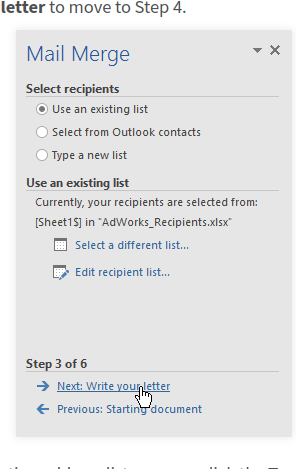 letter to move to Step 4.
Mail Merge
Select recipients
Use an existing list
Select from Outlook contacts
Type a new list
Use an existing list
Currently, your recipients are selected from:
[Sheet1$] in "AdWorks_Recipients.xlsx"
Select a different list...
Edit recipient list...
Step 3 of 6
Next: Write your letter
Previous: Starting document